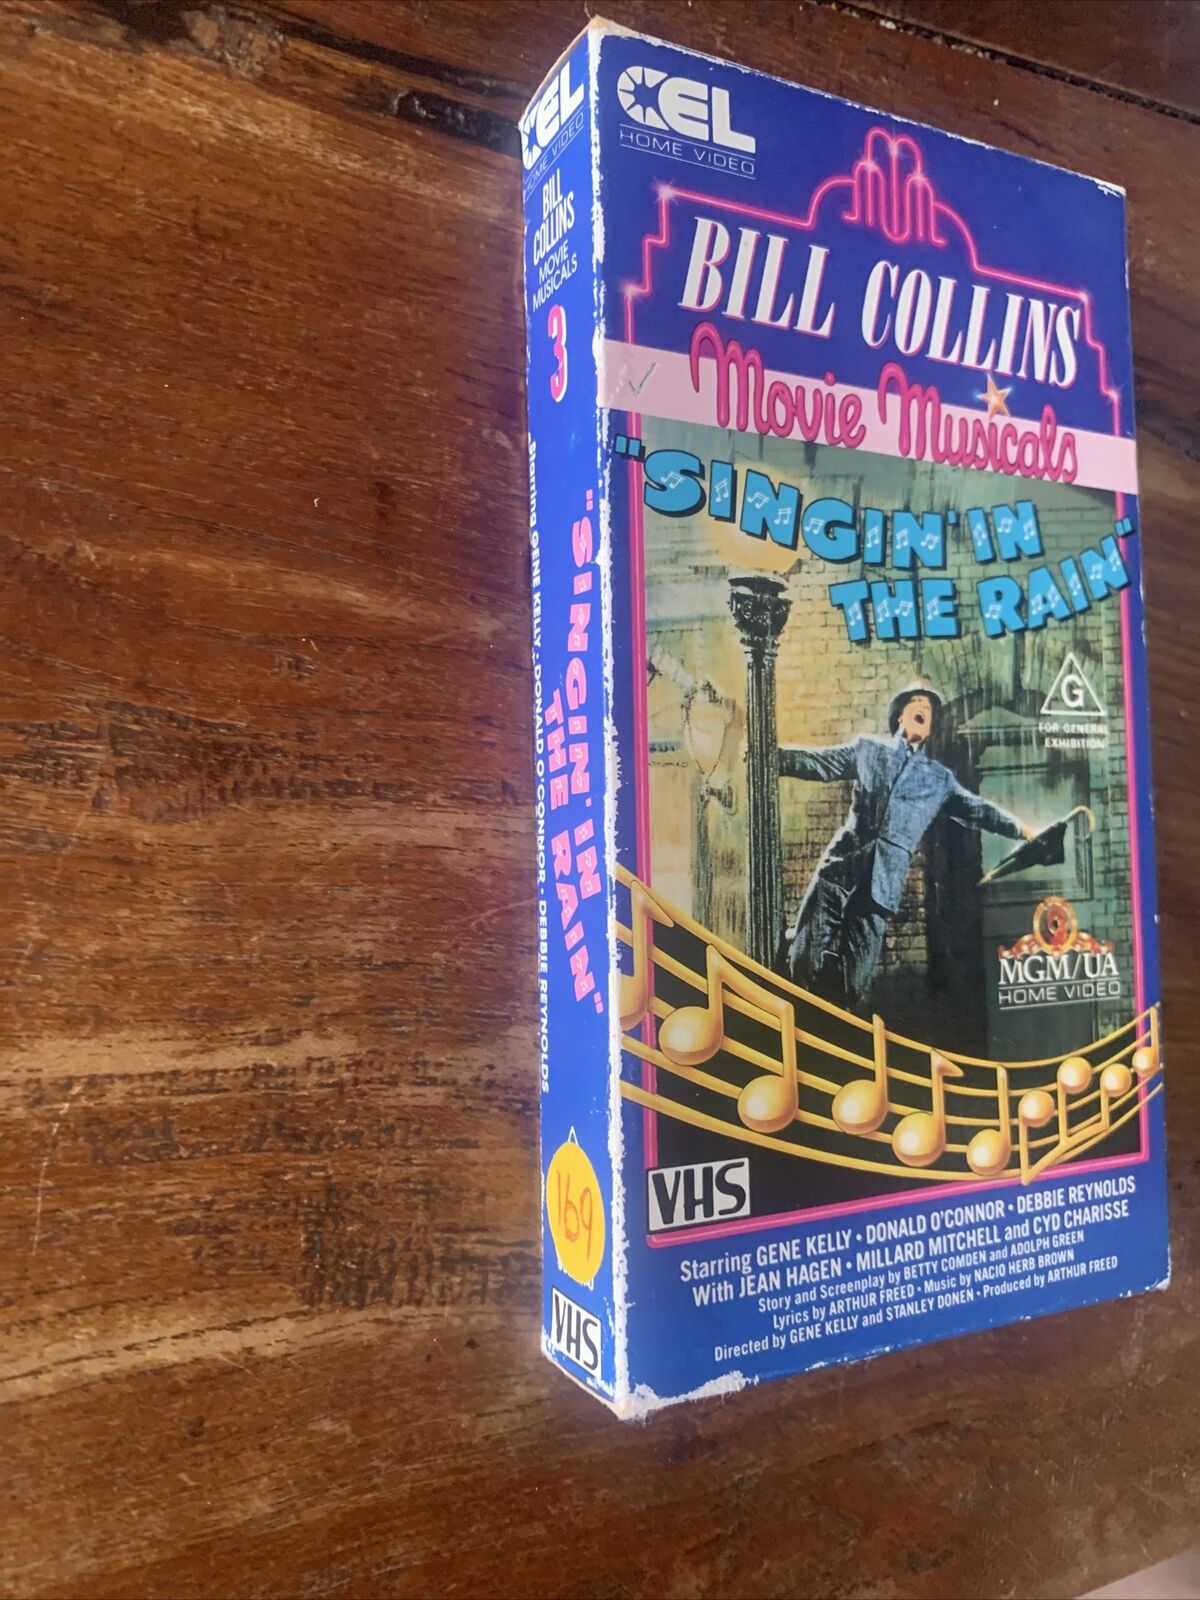 CEL
HOME VIDEO
BILL
COLLINS
MOVIE
MUSICALS
3
"SINGIN' IN
THE RAIN"
Starring GENE KELLY · DONALD O'CONNOR · DEBBIE REYNOLDS
169
VHS
CEL
HOME VIDEO
BILL COLLINS
Movie Musicals
"SINGIN' IN
THE RAIN"
G
FOR GENERAL
EXHIBITION
MGM/UA
HOME VIDEO
VHS
Starring GENE KELLY · DONALD O'CONNOR · DEBBIE REYNOLDS
With JEAN HAGEN · MILLARD MITCHELL and CYD CHARISSE
Story and Screenplay by BETTY COMDEN and ADOLPH GREEN
Lyrics by ARTHUR FREED · Music by NACIO HERB BROWN
Directed by GENE KELLY and STANLEY DONEN · Produced by ARTHUR FREED